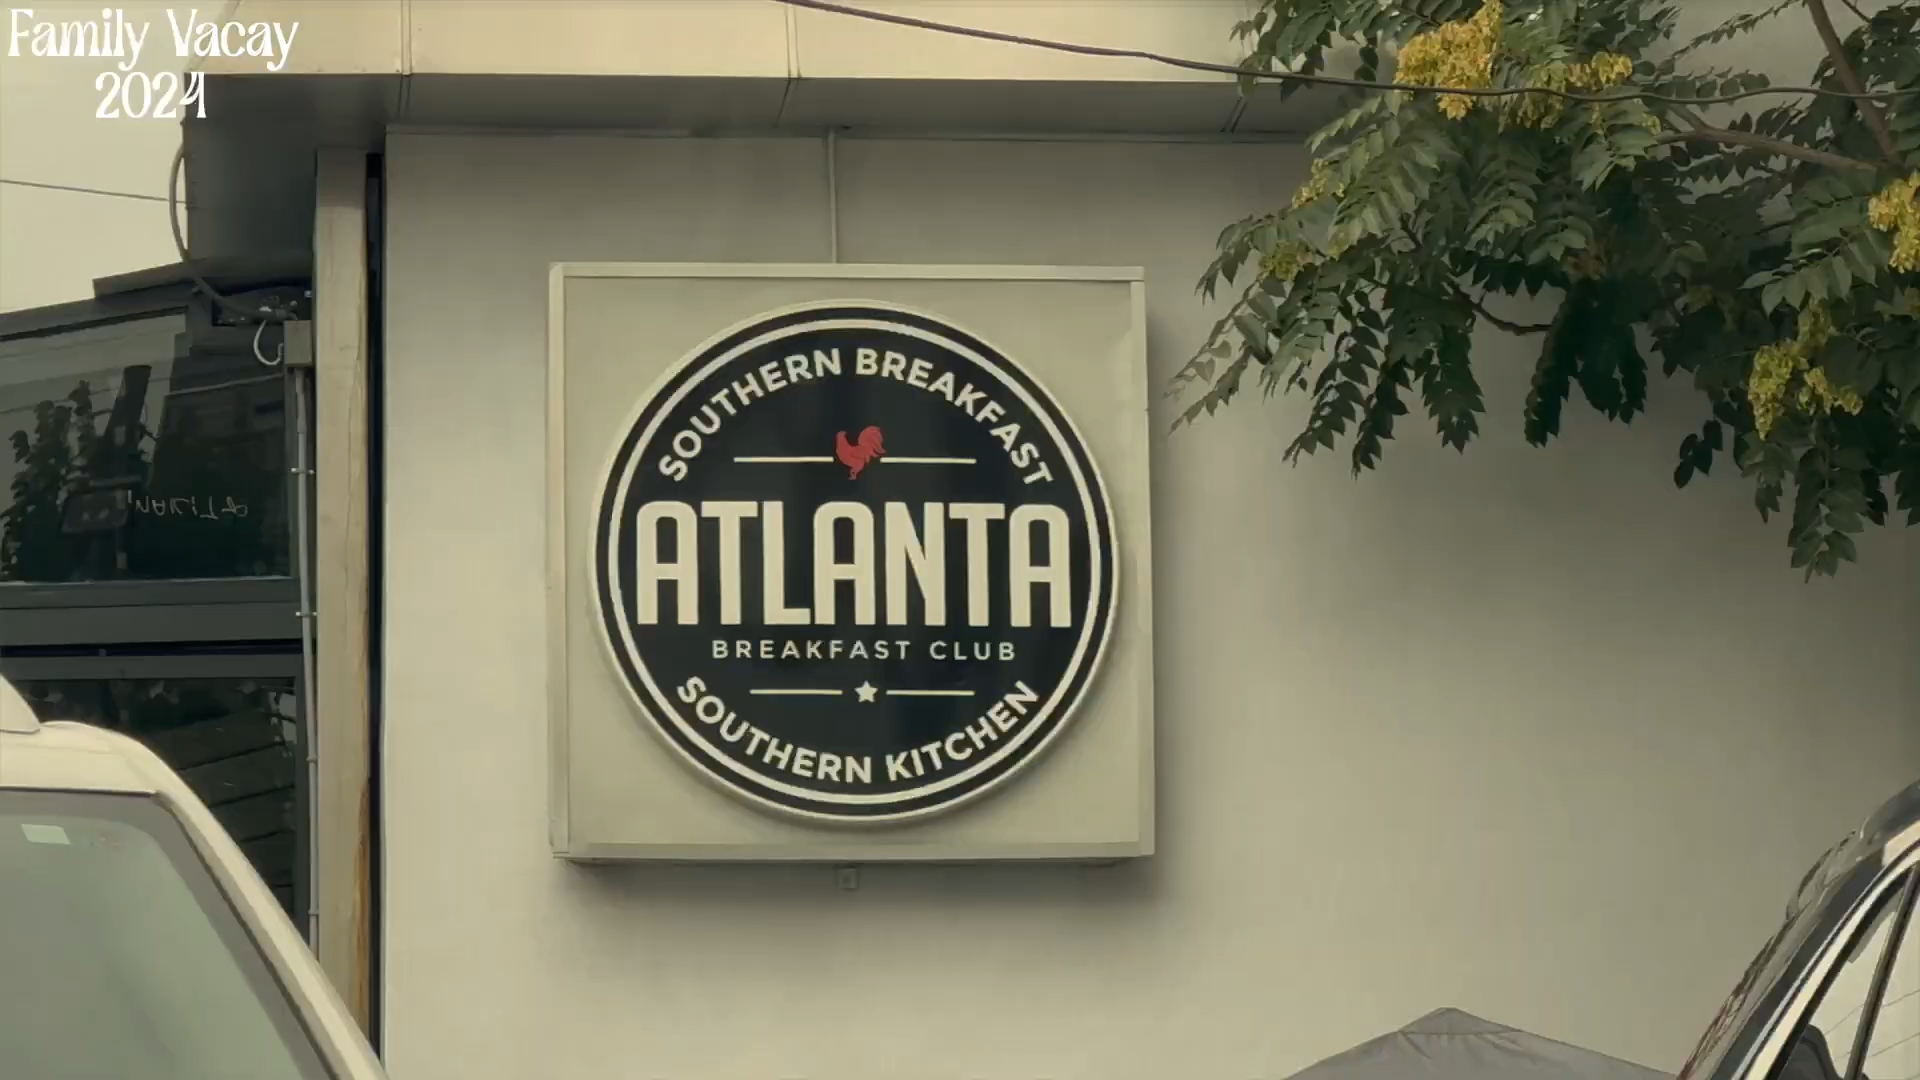 Family Vacay
2024
SOUTHERN BREAKFAST
ATLANTA
BREAKFAST CLUB
SOUTHERN KITCHEN